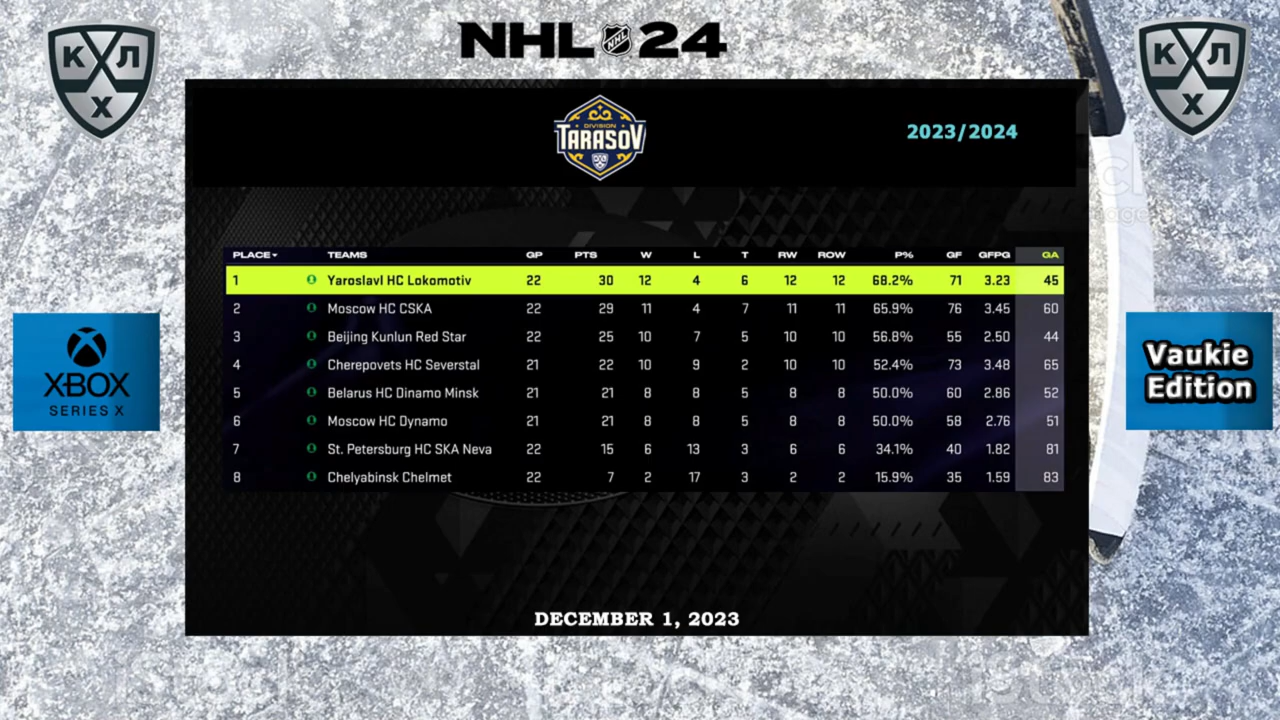 NHL NHL 24
К Л
Х
К Л
Х
DIVISION
TARASOV
2023/2024
PLACE TEAMS GP PTS W L T RW ROW P% GF GFPG GA
1 Yaroslavl HC Lokomotiv 22 30 12 4 6 12 12 68.2% 71 3.23 45
2 Moscow HC CSKA 22 29 11 4 7 11 11 65.9% 76 3.45 60
3 Beijing Kunlun Red Star 22 25 10 7 5 10 10 56.8% 55 2.50 44
4 Cherepovets HC Severstal 21 22 10 9 2 10 10 52.4% 73 3.48 65
5 Belarus HC Dinamo Minsk 21 21 8 8 5 8 8 50.0% 60 2.86 52
6 Moscow HC Dynamo 21 21 8 8 5 8 8 50.0% 58 2.76 51
7 St. Petersburg HC SKA Neva 22 15 6 13 3 6 6 34.1% 40 1.82 81
8 Chelyabinsk Chelmet 22 7 2 17 3 2 2 15.9% 35 1.59 83
XBOX
SERIES X
Vaukie
Edition
DECEMBER 1, 2023